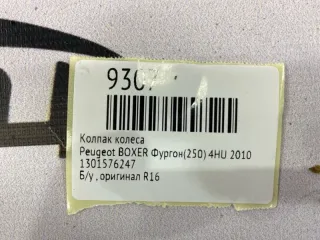 Колпак колеса
Peugeot BOXER Фургон(250) 4HU 2010
1301576247
Б/у , оригинал R16